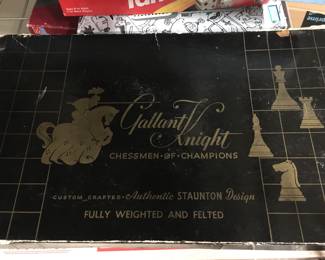 Gallant Knight
CHESSMEN-OF-CHAMPIONS
CUSTOM CRAFTED • Authentic STAUNTON Design
FULLY WEIGHTED AND FELTED